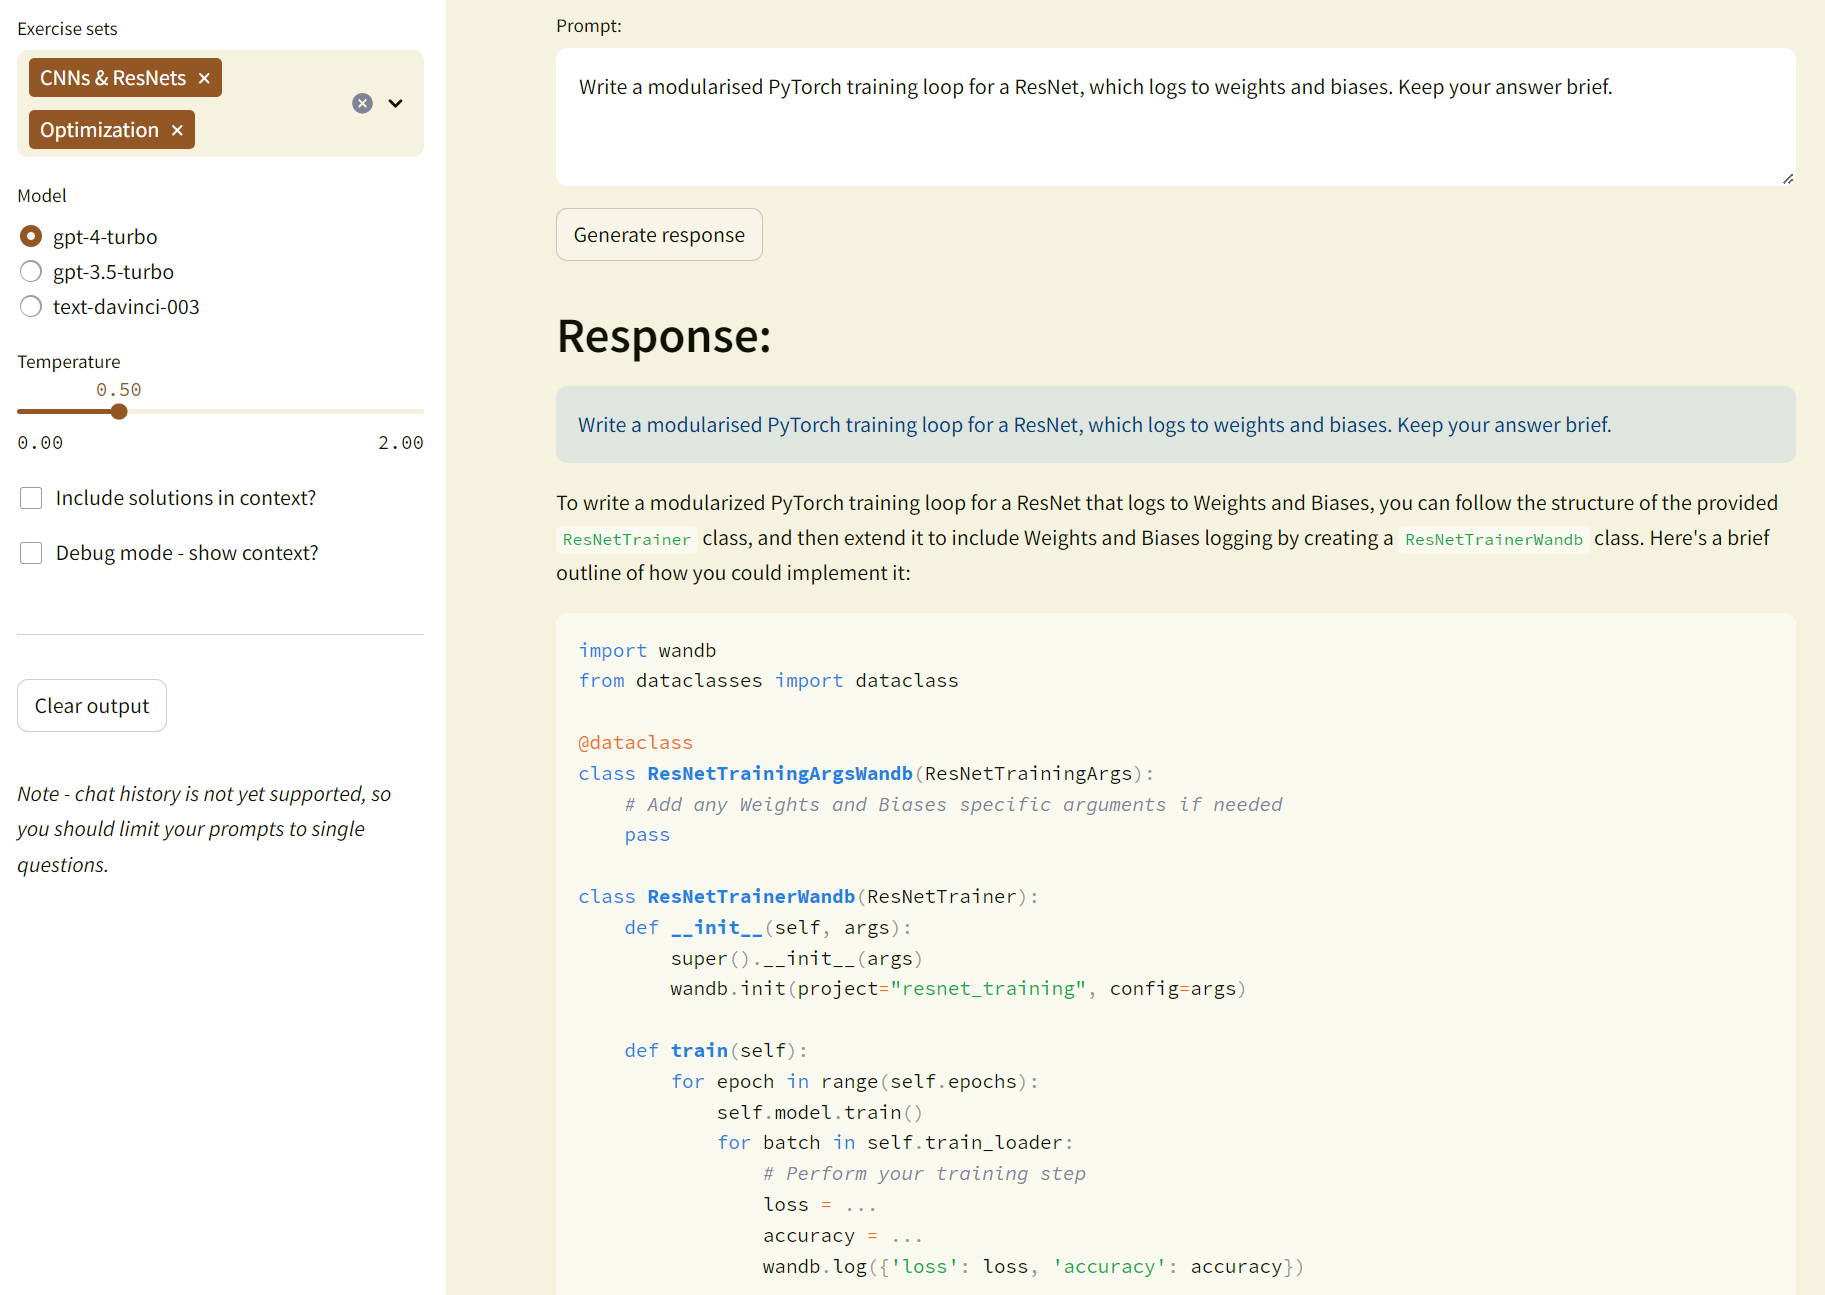 Exercise sets
CNNs & ResNets ×
Optimization ×
Model
gpt-4-turbo
gpt-3.5-turbo
text-davinci-003
Temperature
0.50
0.00 2.00
Include solutions in context?
Debug mode - show context?
Clear output
Note - chat history is not yet supported, so
you should limit your prompts to single
questions.
Prompt:
Write a modularised PyTorch training loop for a ResNet, which logs to weights and biases. Keep your answer brief.
Generate response
Response:
Write a modularised PyTorch training loop for a ResNet, which logs to weights and biases. Keep your answer brief.
To write a modularized PyTorch training loop for a ResNet that logs to Weights and Biases, you can follow the structure of the provided
ResNetTrainer class, and then extend it to include Weights and Biases logging by creating a ResNetTrainerWandb class. Here's a brief
outline of how you could implement it:
import wandb
from dataclasses import dataclass
@dataclass
class ResNetTrainingArgsWandb(ResNetTrainingArgs):
    # Add any Weights and Biases specific arguments if needed
    pass
class ResNetTrainerWandb(ResNetTrainer):
    def __init__(self, args):
        super().__init__(args)
        wandb.init(project="resnet_training", config=args)
    def train(self):
        for epoch in range(self.epochs):
            self.model.train()
            for batch in self.train_loader:
                # Perform your training step
                loss = ...
                accuracy = ...
                wandb.log({'loss': loss, 'accuracy': accuracy})